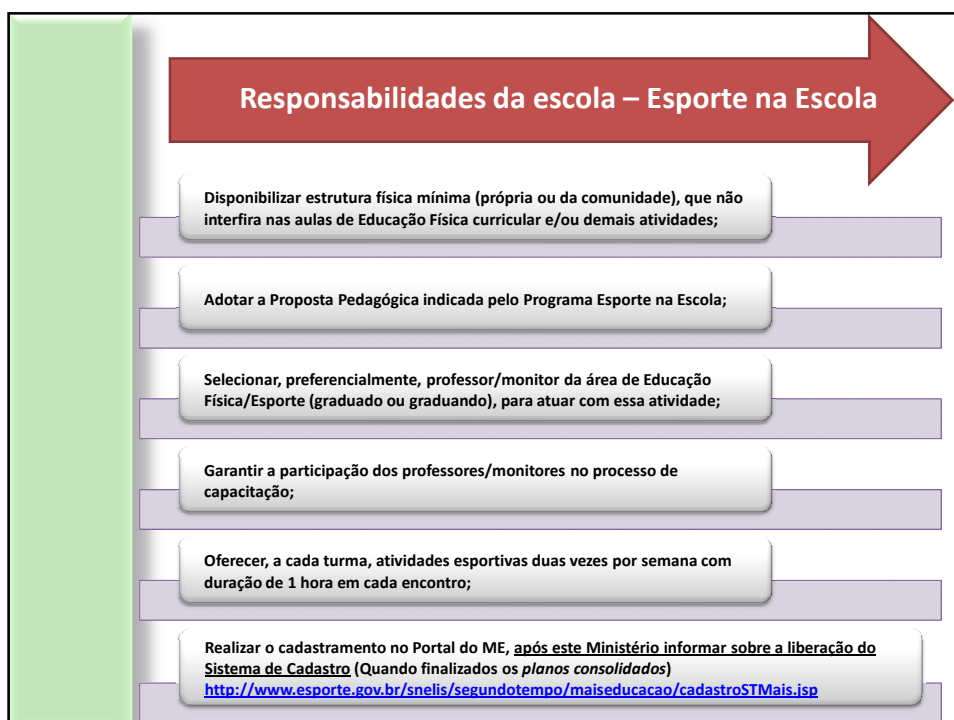 Responsabilidades da escola – Esporte na Escola
Disponibilizar estrutura física mínima (própria ou da comunidade), que não
interfira nas aulas de Educação Física curricular e/ou demais atividades;
Adotar a Proposta Pedagógica indicada pelo Programa Esporte na Escola;
Selecionar, preferencialmente, professor/monitor da área de Educação
Física/Esporte (graduado ou graduando), para atuar com essa atividade;
Garantir a participação dos professores/monitores no processo de
capacitação;
Oferecer, a cada turma, atividades esportivas duas vezes por semana com
duração de 1 hora em cada encontro;
Realizar o cadastramento no Portal do ME, após este Ministério informar sobre a liberação do
Sistema de Cadastro (Quando finalizados os planos consolidados)
http://www.esporte.gov.br/snelis/segundotempo/maiseducacao/cadastroSTMais.jsp